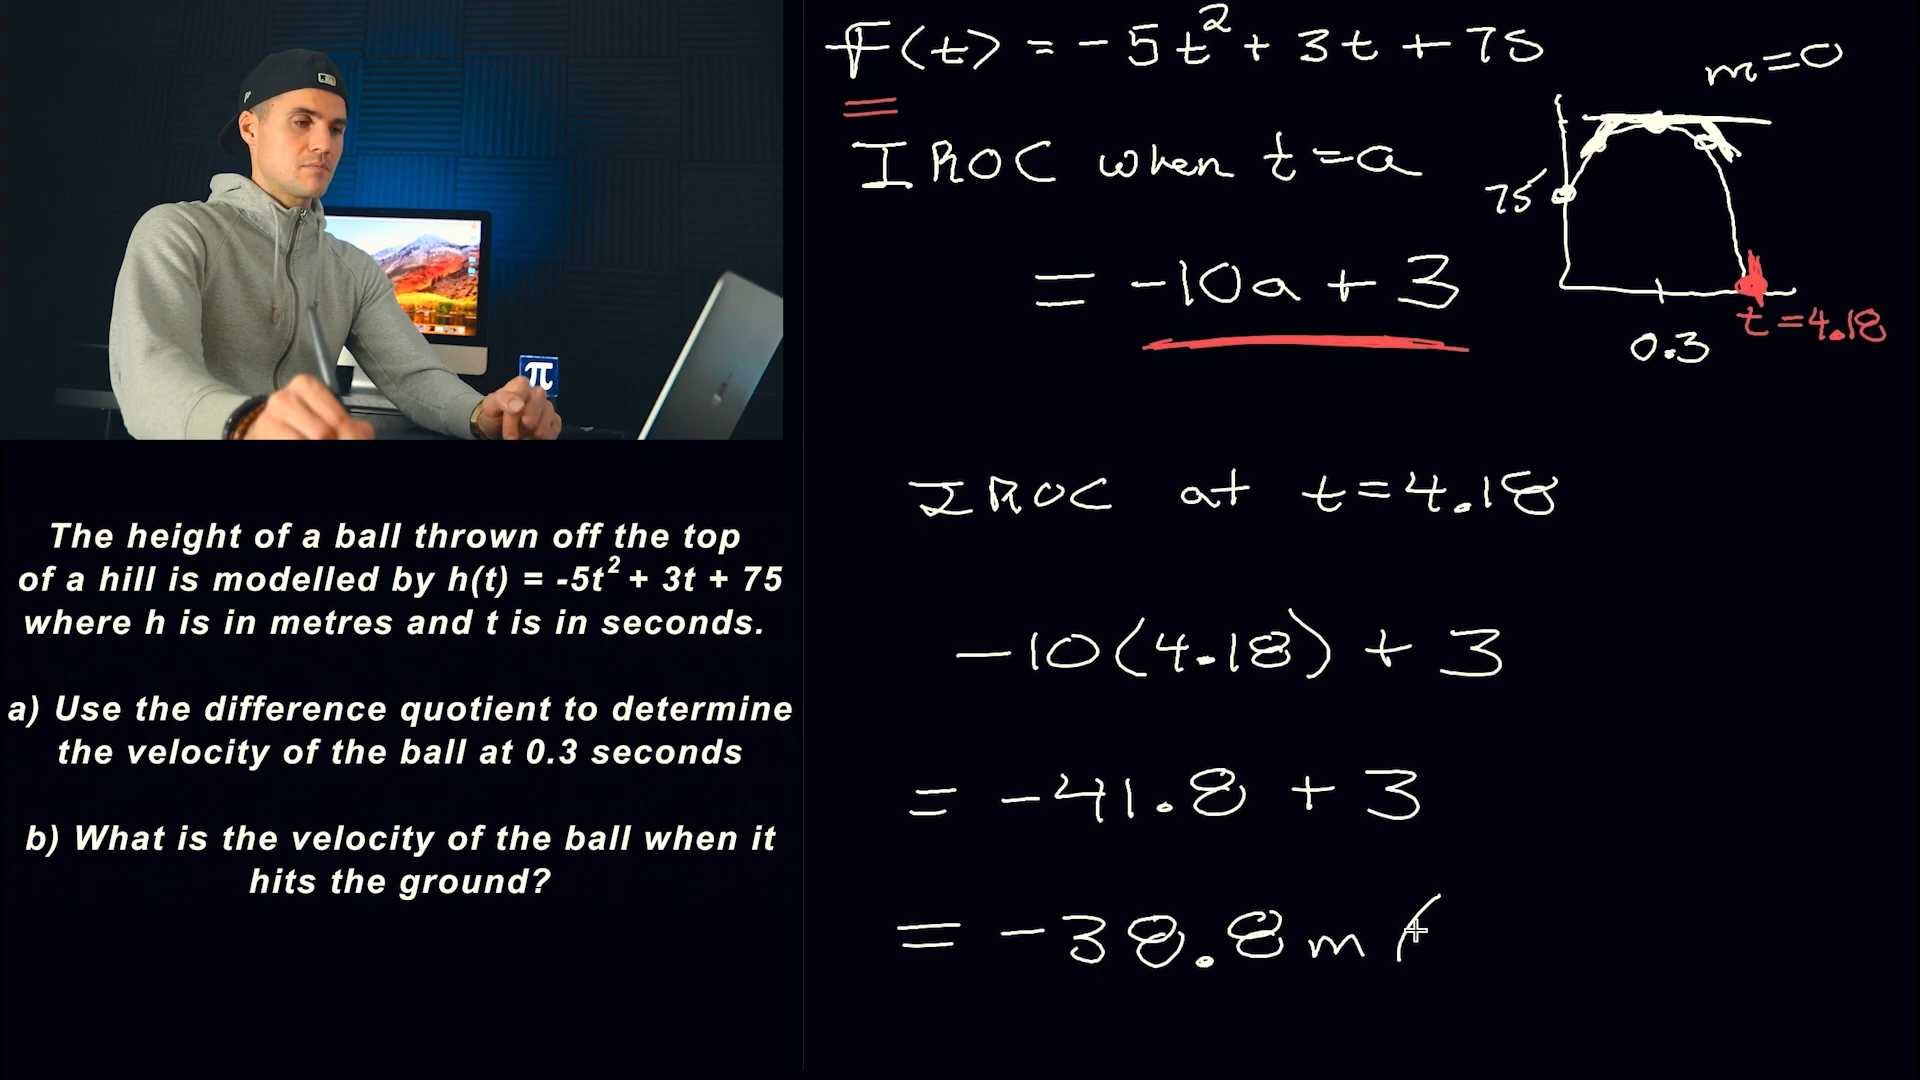 The height of a ball thrown off the top
of a hill is modelled by h(t) = -5t² + 3t + 75
where h is in metres and t is in seconds.
a) Use the difference quotient to determine
the velocity of the ball at 0.3 seconds
b) What is the velocity of the ball when it
hits the ground?
π
f(t) = -5t² + 3t + 75
IROC when t=a
= -10a + 3
m=0
75
0.3
t=4.18
IROC at t=4.18
-10(4.18) + 3
= -41.8 + 3
= -38.8 m/